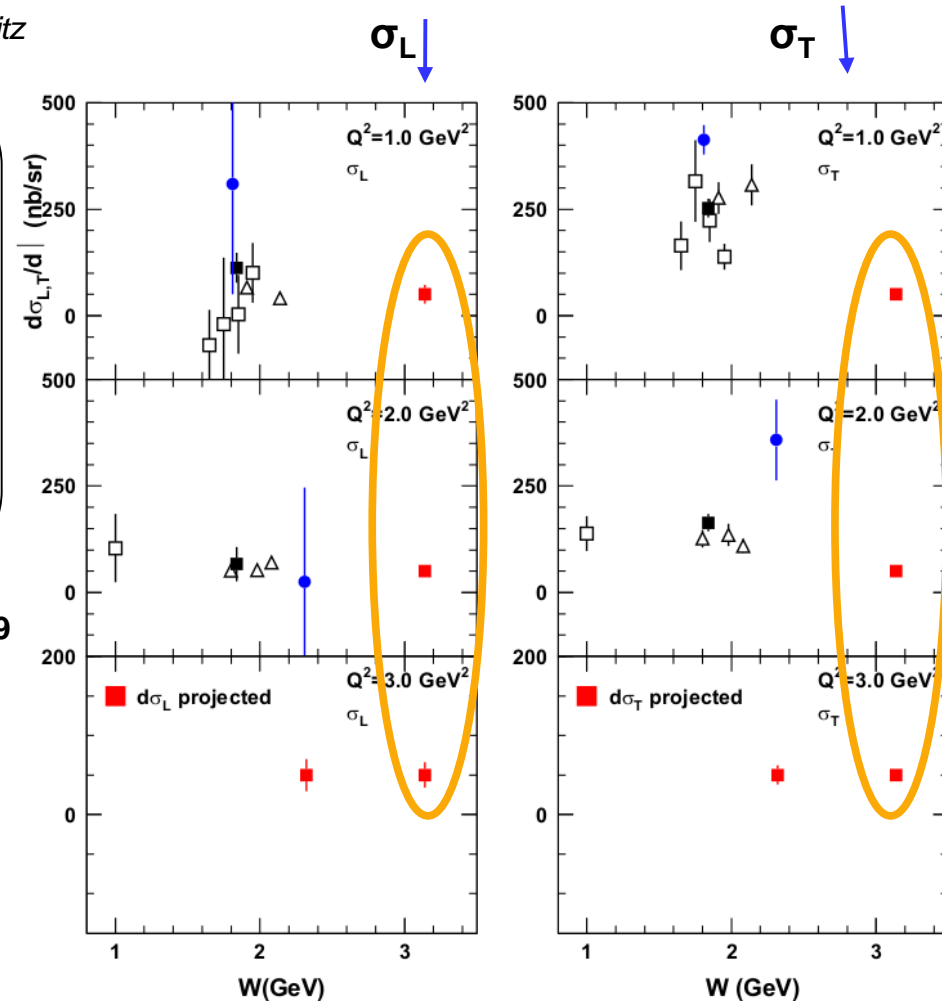 itz
σL
σT
dσL,T/d| (nb/sr)
500
250
0
Q²=1.0 GeV²
σL
Q²=1.0 GeV²
σT
500
250
0
500
250
0
Q²=2.0 GeV²
σL
500
250
0
Q²=2.0 GeV²
9
200
0
dσL projected
Q²=3.0 GeV²
σL
200
0
dσT projected
Q²=3.0 GeV²
σT
1 2 3
W(GeV)
1 2 3
W (GeV)